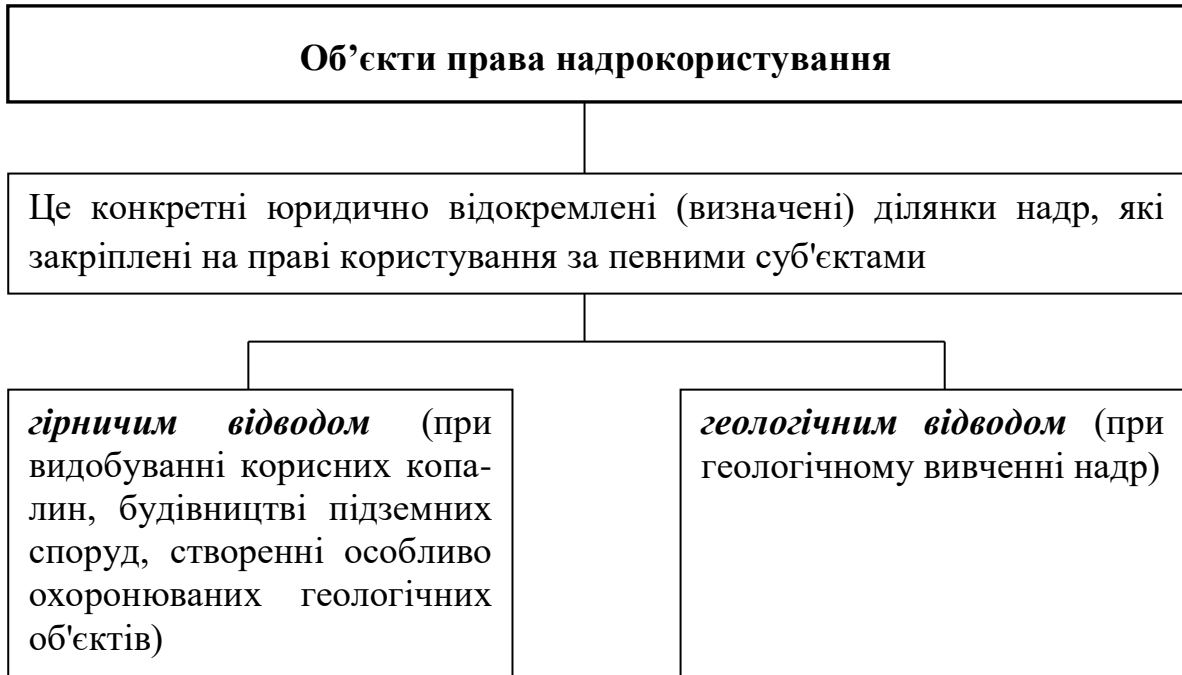 Об’єкти права надрокористування
Це конкретні юридично відокремлені (визначені) ділянки надр, які
закріплені на праві користування за певними суб'єктами
гірничим відводом (при
видобуванні корисних копа-
лин, будівництві підземних
споруд, створенні особливо
охоронюваних геологічних
об'єктів)
геологічним відводом (при
геологічному вивченні надр)